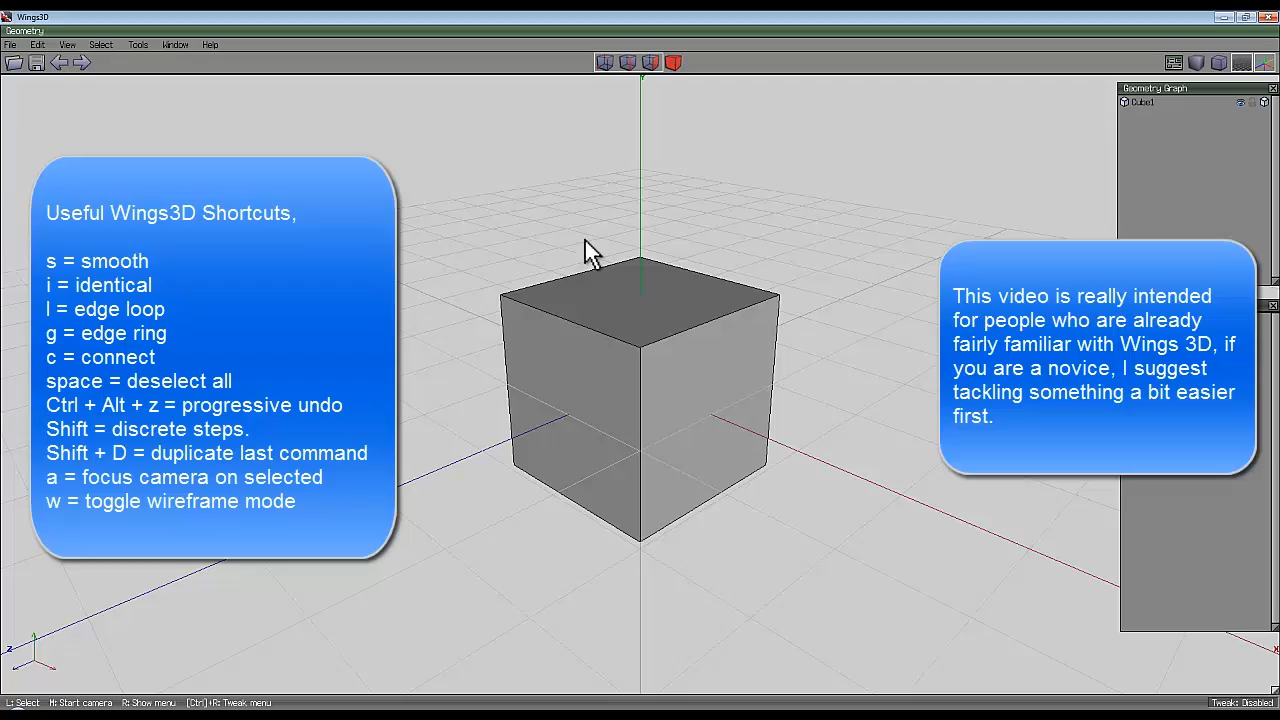 Wings3D
Geometry
File Edit View Select Tools Window Help
Y
Geometry Graph
Cube1
Useful Wings3D Shortcuts,
s = smooth
i = identical
l = edge loop
g = edge ring
c = connect
space = deselect all
Ctrl + Alt + z = progressive undo
Shift = discrete steps.
Shift + D = duplicate last command
a = focus camera on selected
w = toggle wireframe mode
This video is really intended
for people who are already
fairly familiar with Wings 3D, if
you are a novice, I suggest
tackling something a bit easier
first.
Z
X
L: Select M: Start camera R: Show menu [Ctrl]+R: Tweak menu
Tweak: Disabled